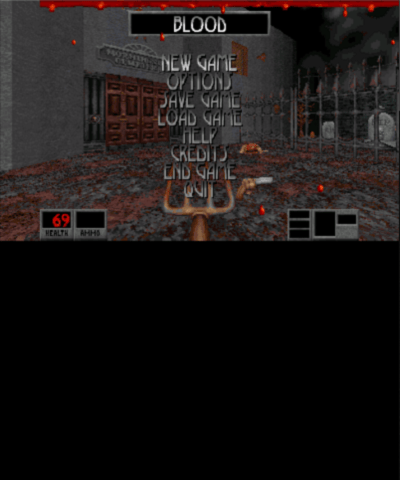 BLOOD
NEW GAME
OPTIONS
SAVE GAME
LOAD GAME
HELP
CREDITS
END GAME
QUIT
69
HEALTH
AMMO